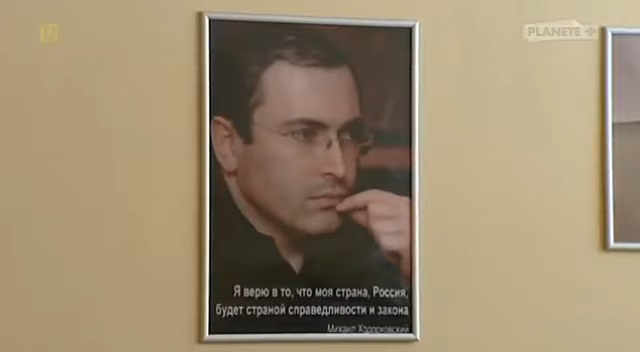 PLANETE +
Я верю в то, что моя страна, Россия,
будет страной справедливости и закона
Михаил Ходорковский